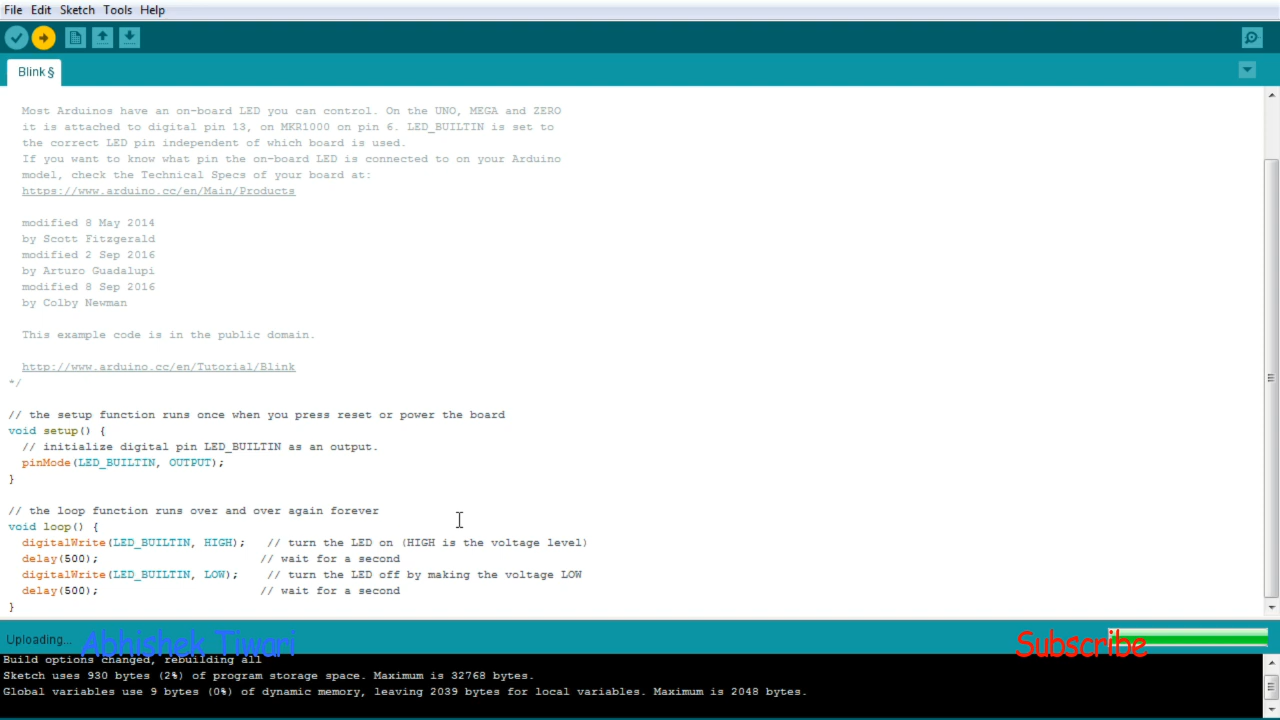 File Edit Sketch Tools Help
Blink §
Most Arduinos have an on-board LED you can control. On the UNO, MEGA and ZERO
it is attached to digital pin 13, on MKR1000 on pin 6. LED_BUILTIN is set to
the correct LED pin independent of which board is used.
If you want to know what pin the on-board LED is connected to on your Arduino
model, check the Technical Specs of your board at:
https://www.arduino.cc/en/Main/Products
modified 8 May 2014
by Scott Fitzgerald
modified 2 Sep 2016
by Arturo Guadalupi
modified 8 Sep 2016
by Colby Newman
This example code is in the public domain.
http://www.arduino.cc/en/Tutorial/Blink
*/
// the setup function runs once when you press reset or power the board
void setup() {
// initialize digital pin LED_BUILTIN as an output.
pinMode(LED_BUILTIN, OUTPUT);
}
// the loop function runs over and over again forever
void loop() {
digitalWrite(LED_BUILTIN, HIGH);   // turn the LED on (HIGH is the voltage level)
delay(500);                       // wait for a second
digitalWrite(LED_BUILTIN, LOW);    // turn the LED off by making the voltage LOW
delay(500);                       // wait for a second
}
Uploading... Abhishek Tiwari Subscribe
Build options changed, rebuilding all
Sketch uses 930 bytes (2%) of program storage space. Maximum is 32768 bytes.
Global variables use 9 bytes (0%) of dynamic memory, leaving 2039 bytes for local variables. Maximum is 2048 bytes.